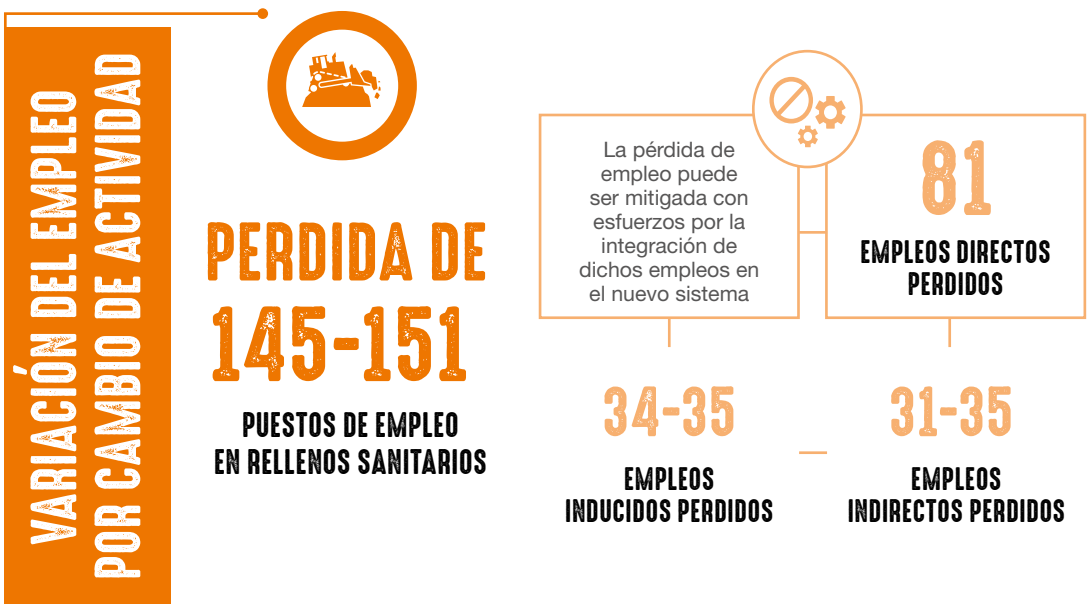 VARIACIÓN DEL EMPLEO
POR CAMBIO DE ACTIVIDAD
PERDIDA DE
145-151
PUESTOS DE EMPLEO
EN RELLENOS SANITARIOS
La pérdida de
empleo puede
ser mitigada con
esfuerzos por la
integración de
dichos empleos en
el nuevo sistema
81
EMPLEOS DIRECTOS
PERDIDOS
34-35
EMPLEOS
INDUCIDOS PERDIDOS
31-35
EMPLEOS
INDIRECTOS PERDIDOS